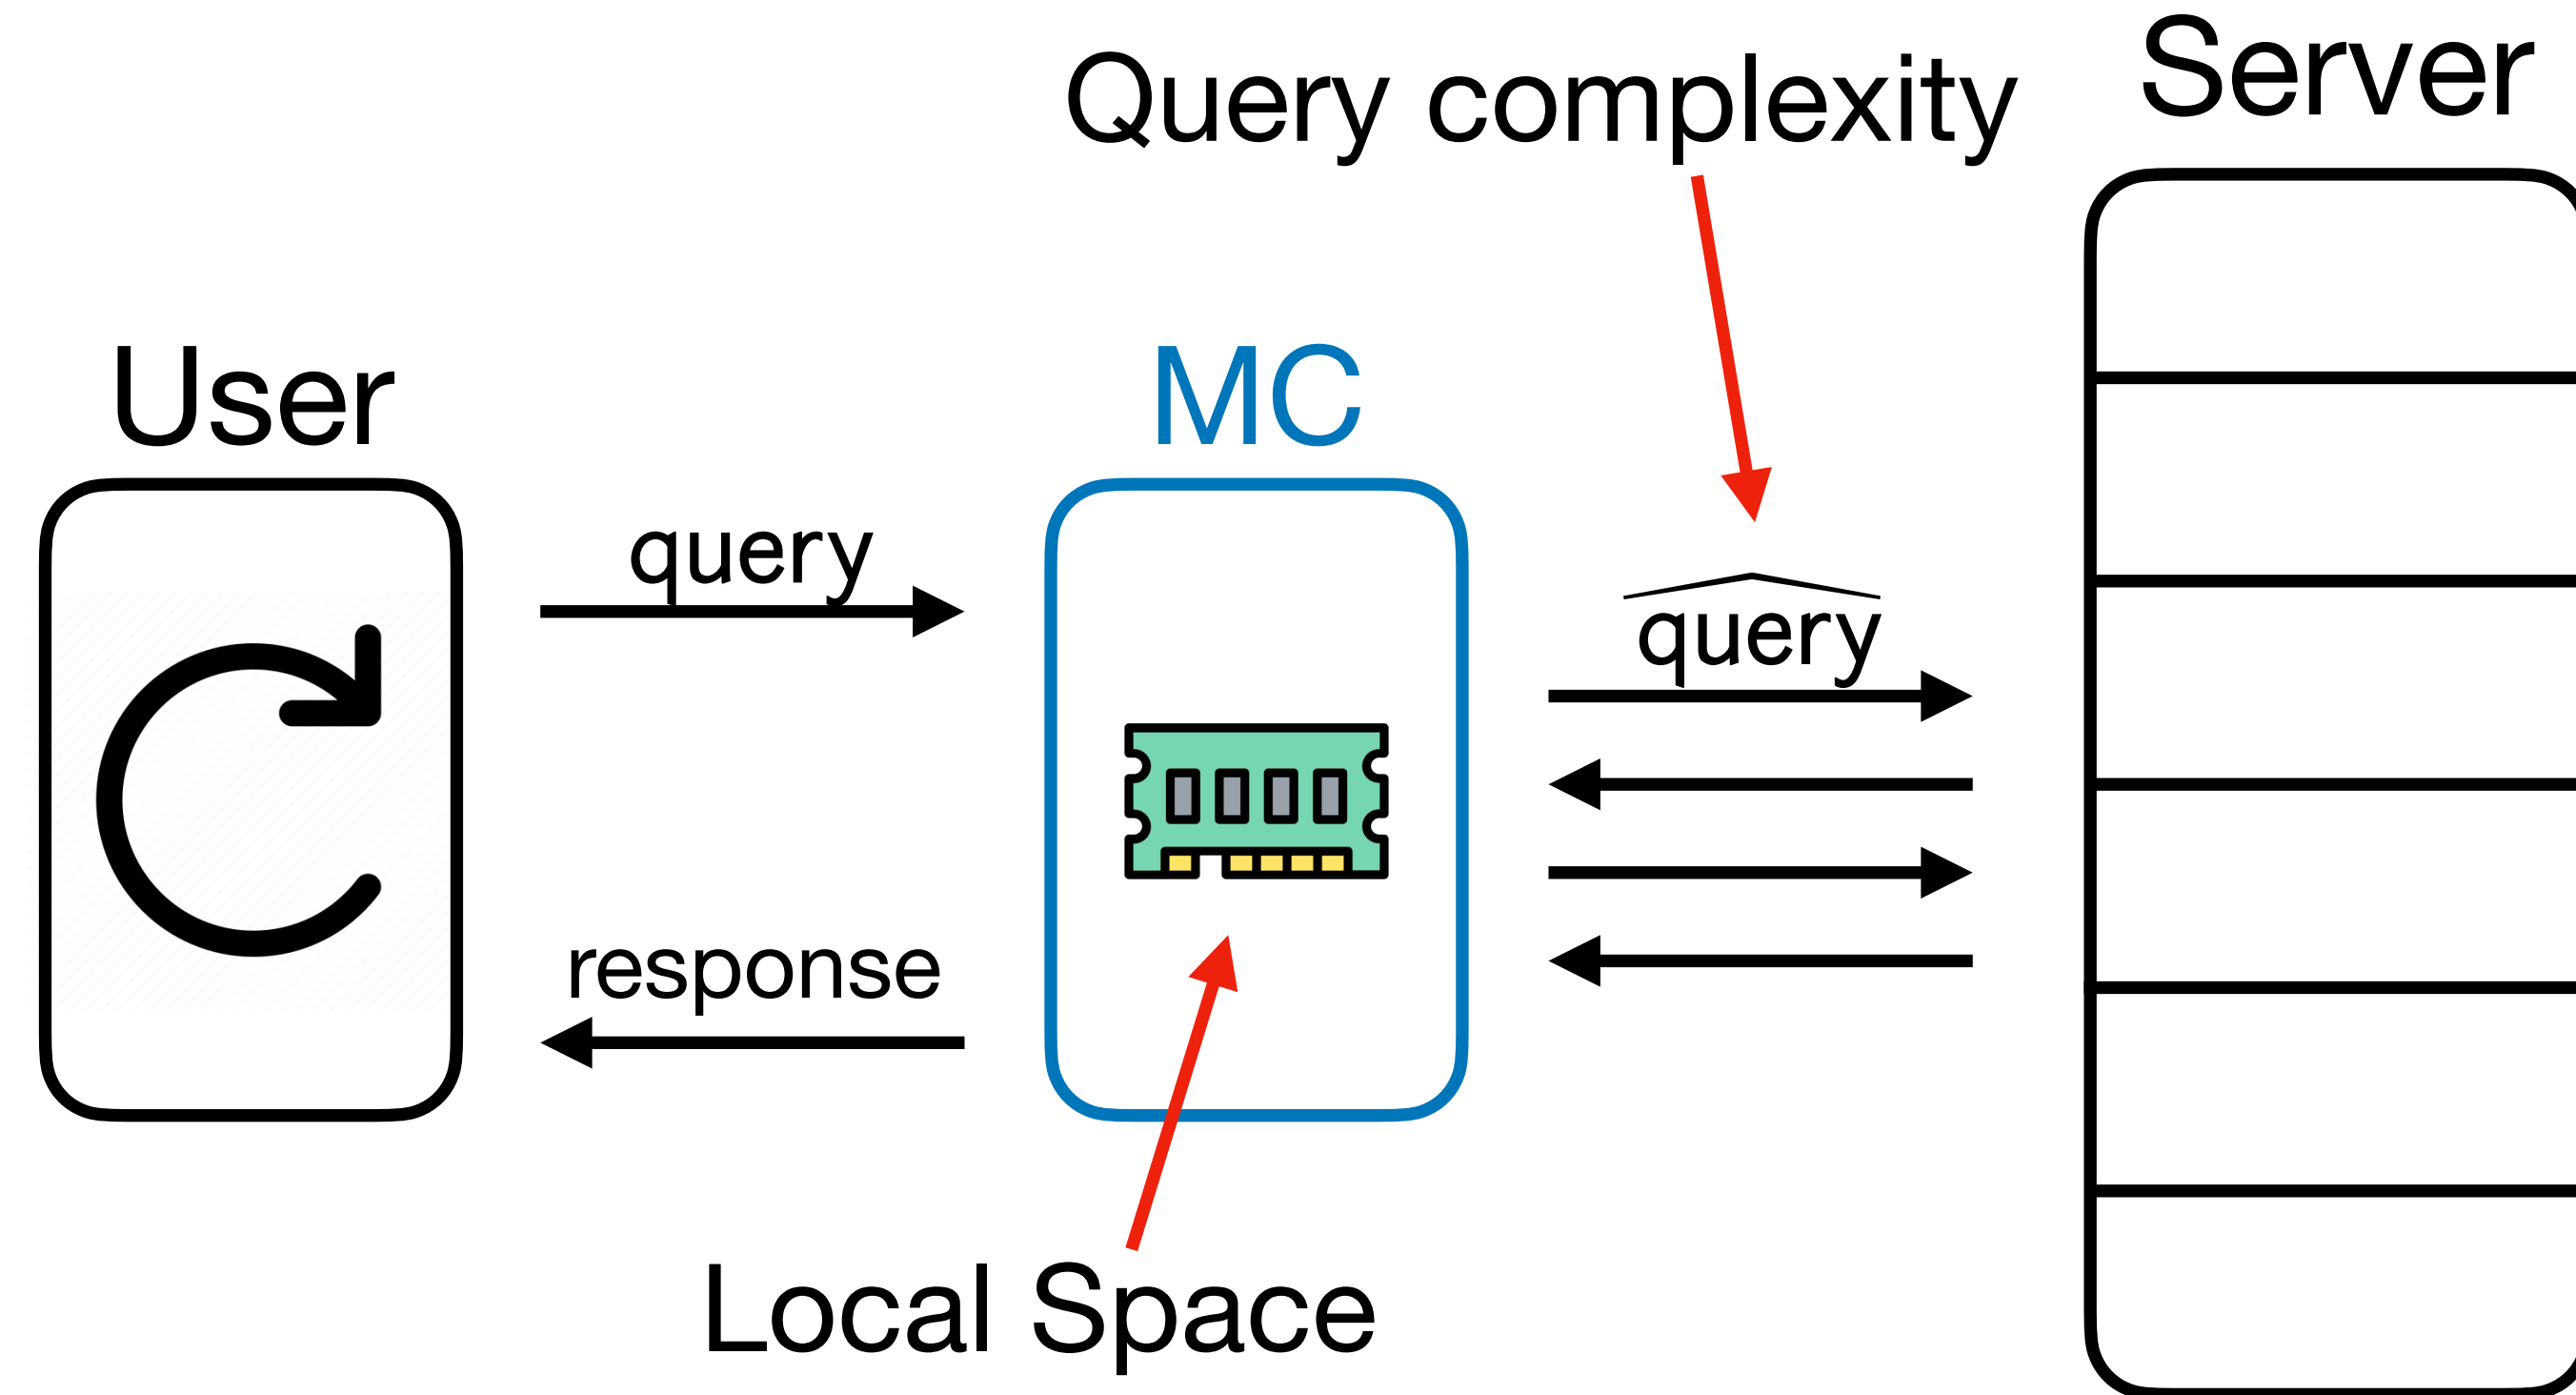 Query complexity
Server
User
MC
query
query
response
Local Space